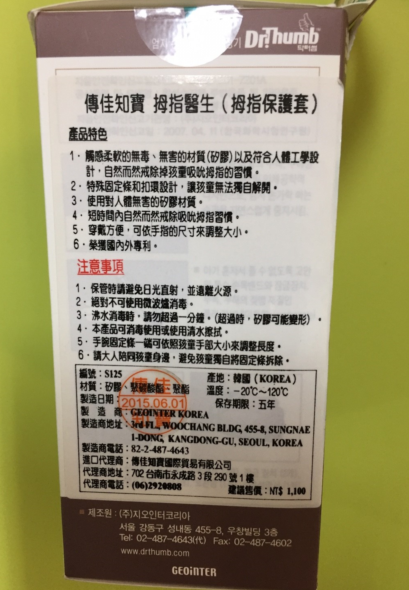 Dr.Thumb
닥터썸
傳佳知寶 拇指醫生（拇指保護套）
產品特色
1．觸感柔軟的無毒、無害的材質(矽膠)以及符合人體工學設
計，自然而然戒除掉孩童吸吮拇指的習慣。
2．特殊固定條和扣環設計，讓孩童無法獨自解開。
3．使用對人體無害的矽膠材質。
4．短時間內自然而然戒除吸吮拇指習慣。
5．穿戴方便，可依手指的尺寸來調整大小。
6．榮獲國內外專利。
注意事項
1．保管時請避免日光直射，並遠離火源。
2．絕對不可使用微波爐消毒。
3．沸水消毒時，請勿超過一分鐘。（超過時，矽膠可能變形）．
4．本產品可消毒使用或使用清水擦拭。
5．手腕固定條一端可依照孩童手部大小來調整長度。
6．請大人陪同孩童身邊，避免孩童獨自將固定條拆除。
編號：S125 產地：韓國（KOREA）
材質：矽膠、聚碳酸酯、聚酯 溫度：-20℃~120℃
製造日期：2015.06.01 保存期限：五年
製 造 商：GEOINTER KOREA
製造商地址：3rd FL, WOOCHANG BLDG, 455-8, SUNGNAE
1-DONG, KANGDONG-GU, SEOUL, KOREA
製造商電話：82-2-487-4643
進口代理商：傳佳知寶國際貿易有限公司
代理商地址：702 台南市永成路 3 段 290 號 1 樓
代理商電話：(06)2920808 建議售價：NT$ 1,100
제조원 : (주)지오인터코리아
서울 강동구 성내동 455-8, 우창빌딩 3층
Tel: 02-487-4643(代) Fax: 02-487-4602
www.drthumb.com
GEOINTER